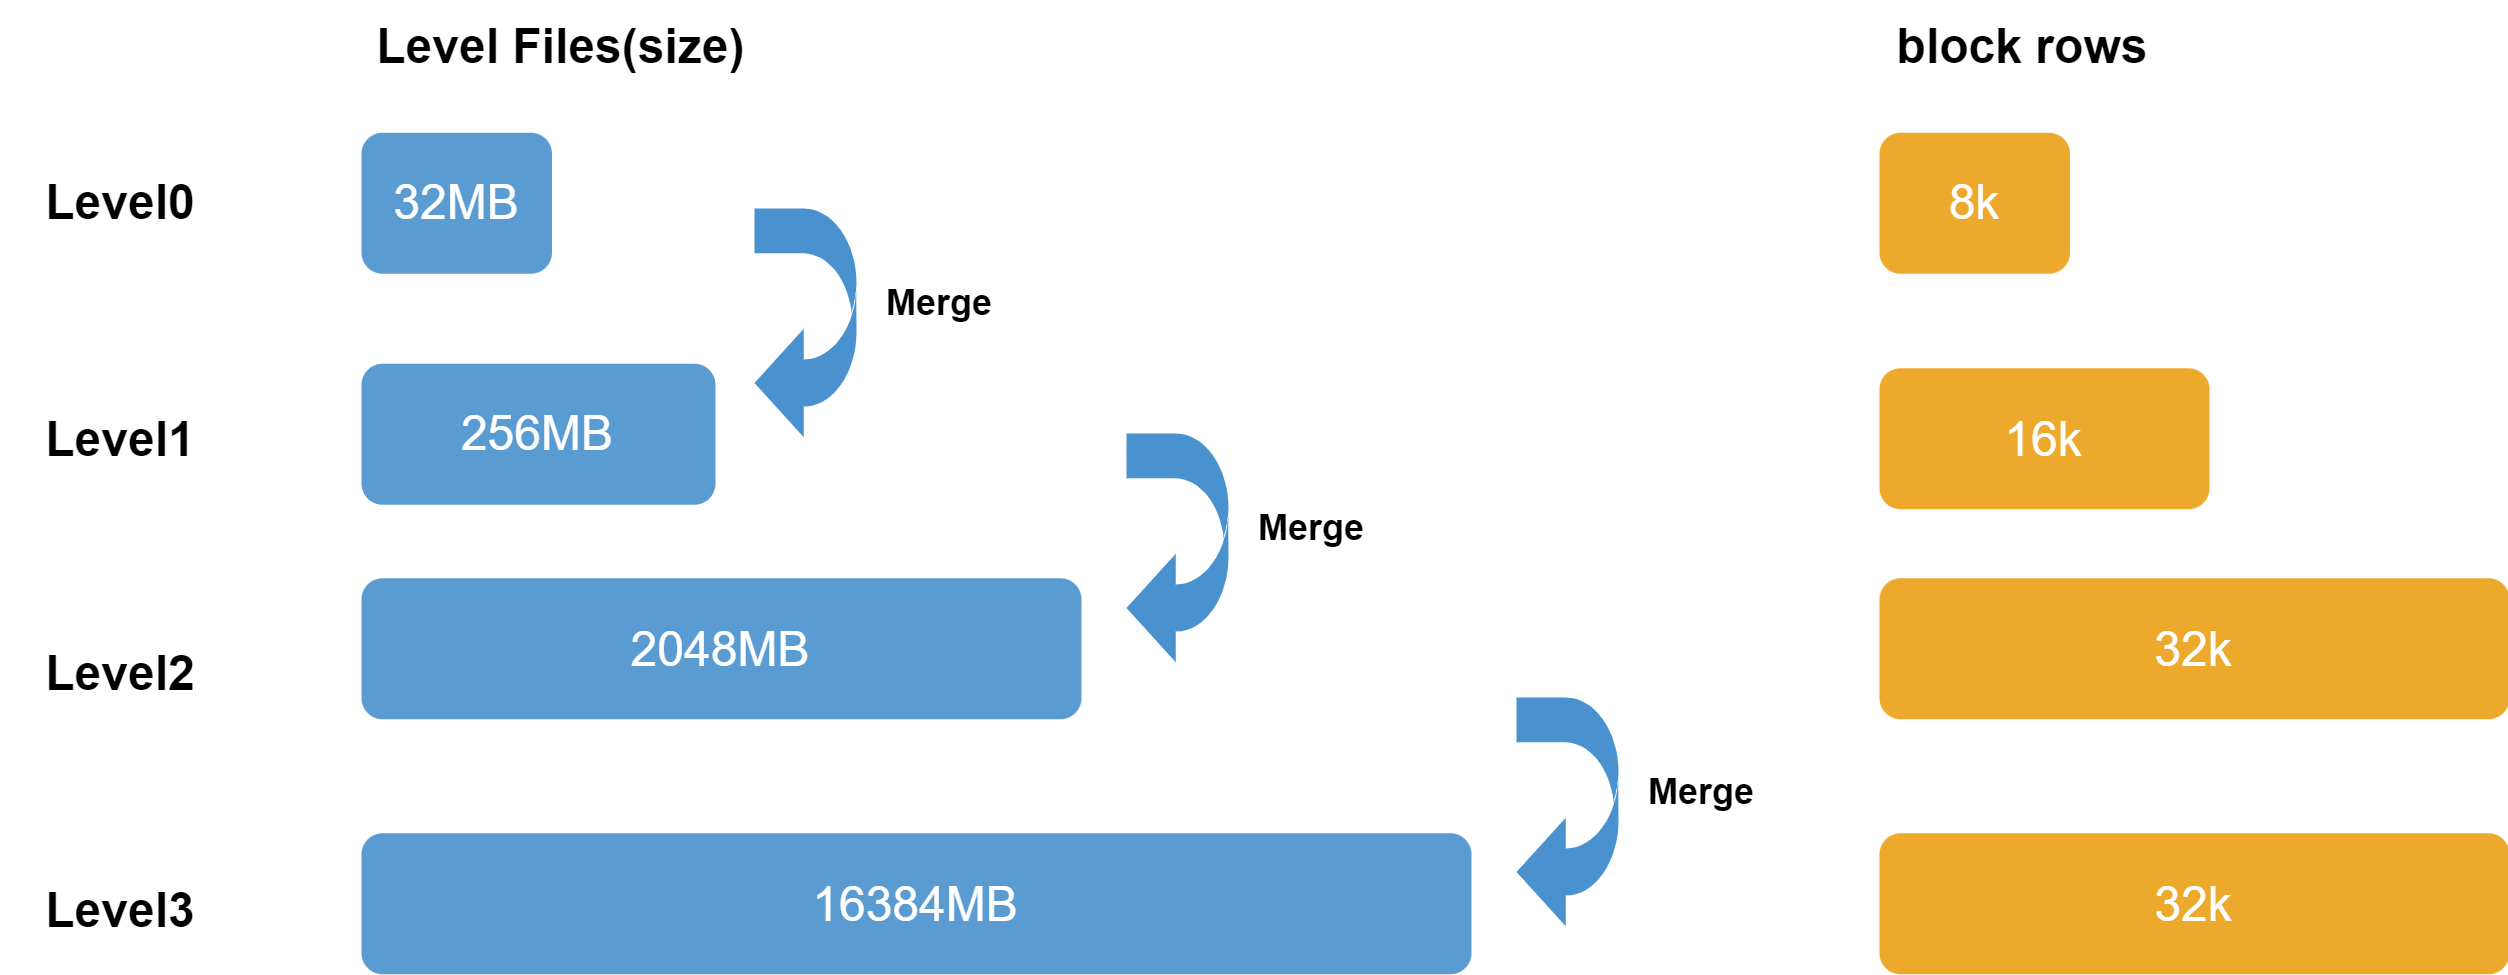 Level Files(size)
block rows
Level0
32MB
8k
Merge
Level1
256MB
16k
Merge
Level2
2048MB
32k
Merge
Level3
16384MB
32k